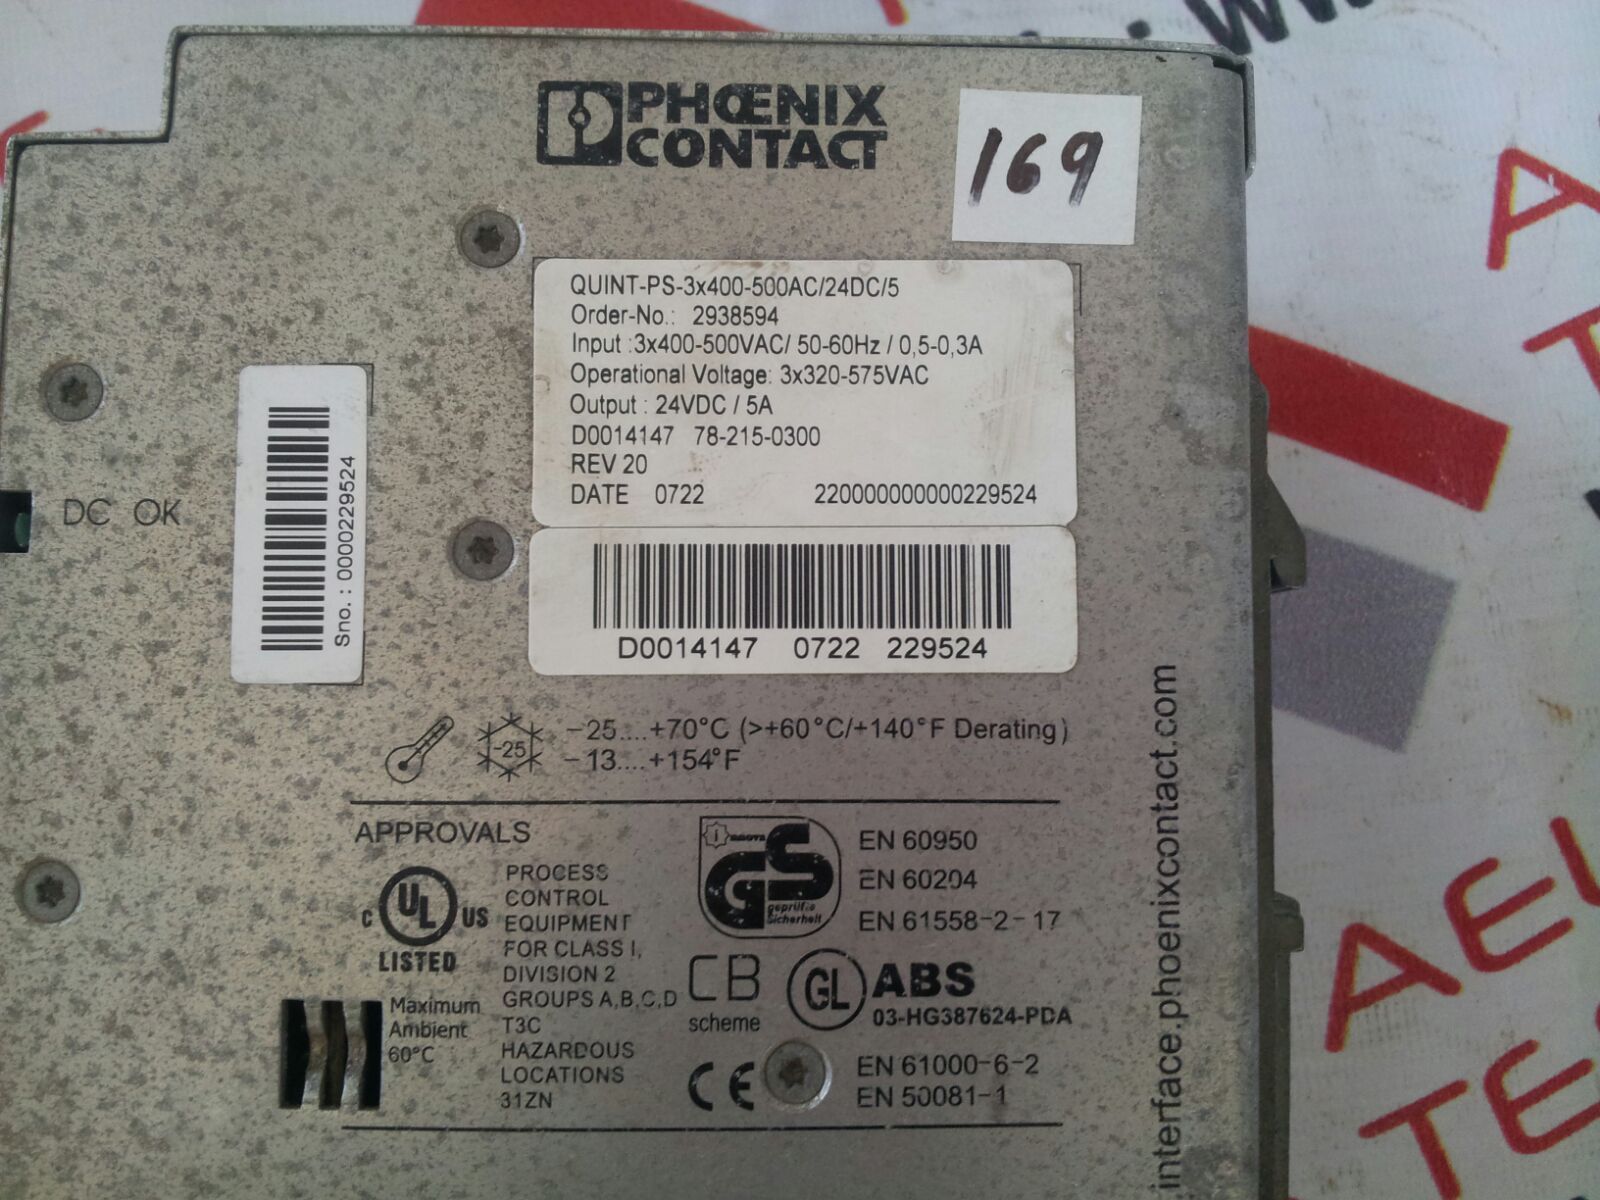 PHŒNIX
CONTACT
169
QUINT-PS-3x400-500AC/24DC/5
Order-No.: 2938594
Input :3x400-500VAC/ 50-60Hz / 0,5-0,3A
Operational Voltage: 3x320-575VAC
Output : 24VDC / 5A
D0014147 78-215-0300
REV 20
DATE 0722 220000000000229524
DC OK
Sno. : 0000229524
D0014147 0722 229524
-25
-25....+70°C (>+60°C/+140°F Derating)
-13....+154°F
APPROVALS
C UL US
LISTED
Maximum
Ambient
60°C
PROCESS
CONTROL
EQUIPMENT
FOR CLASS I,
DIVISION 2
GROUPS A,B,C,D
T3C
HAZARDOUS
LOCATIONS
31ZN
GS
geprüfte
Sicherheit
EN 60950
EN 60204
EN 61558-2-17
CB
scheme
GL
ABS
03-HG387624-PDA
CE
EN 61000-6-2
EN 50081-1
interface.phoenixcontact.com